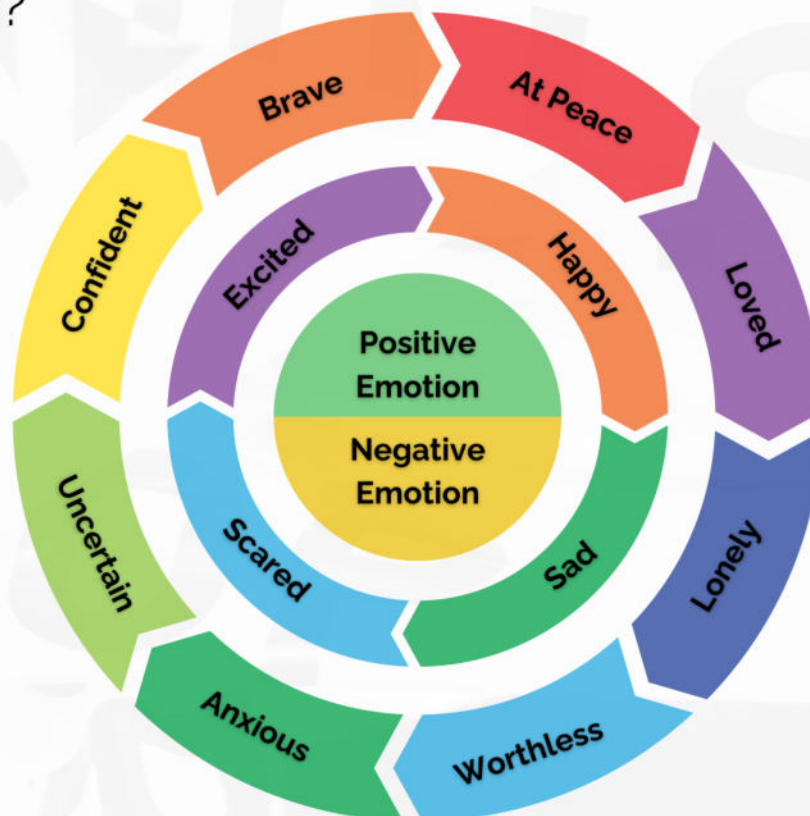 ?
Brave
At Peace
Confident
Excited
Happy
Loved
Positive
Emotion
Negative
Emotion
Uncertain
Scared
Sad
Lonely
Anxious
Worthless